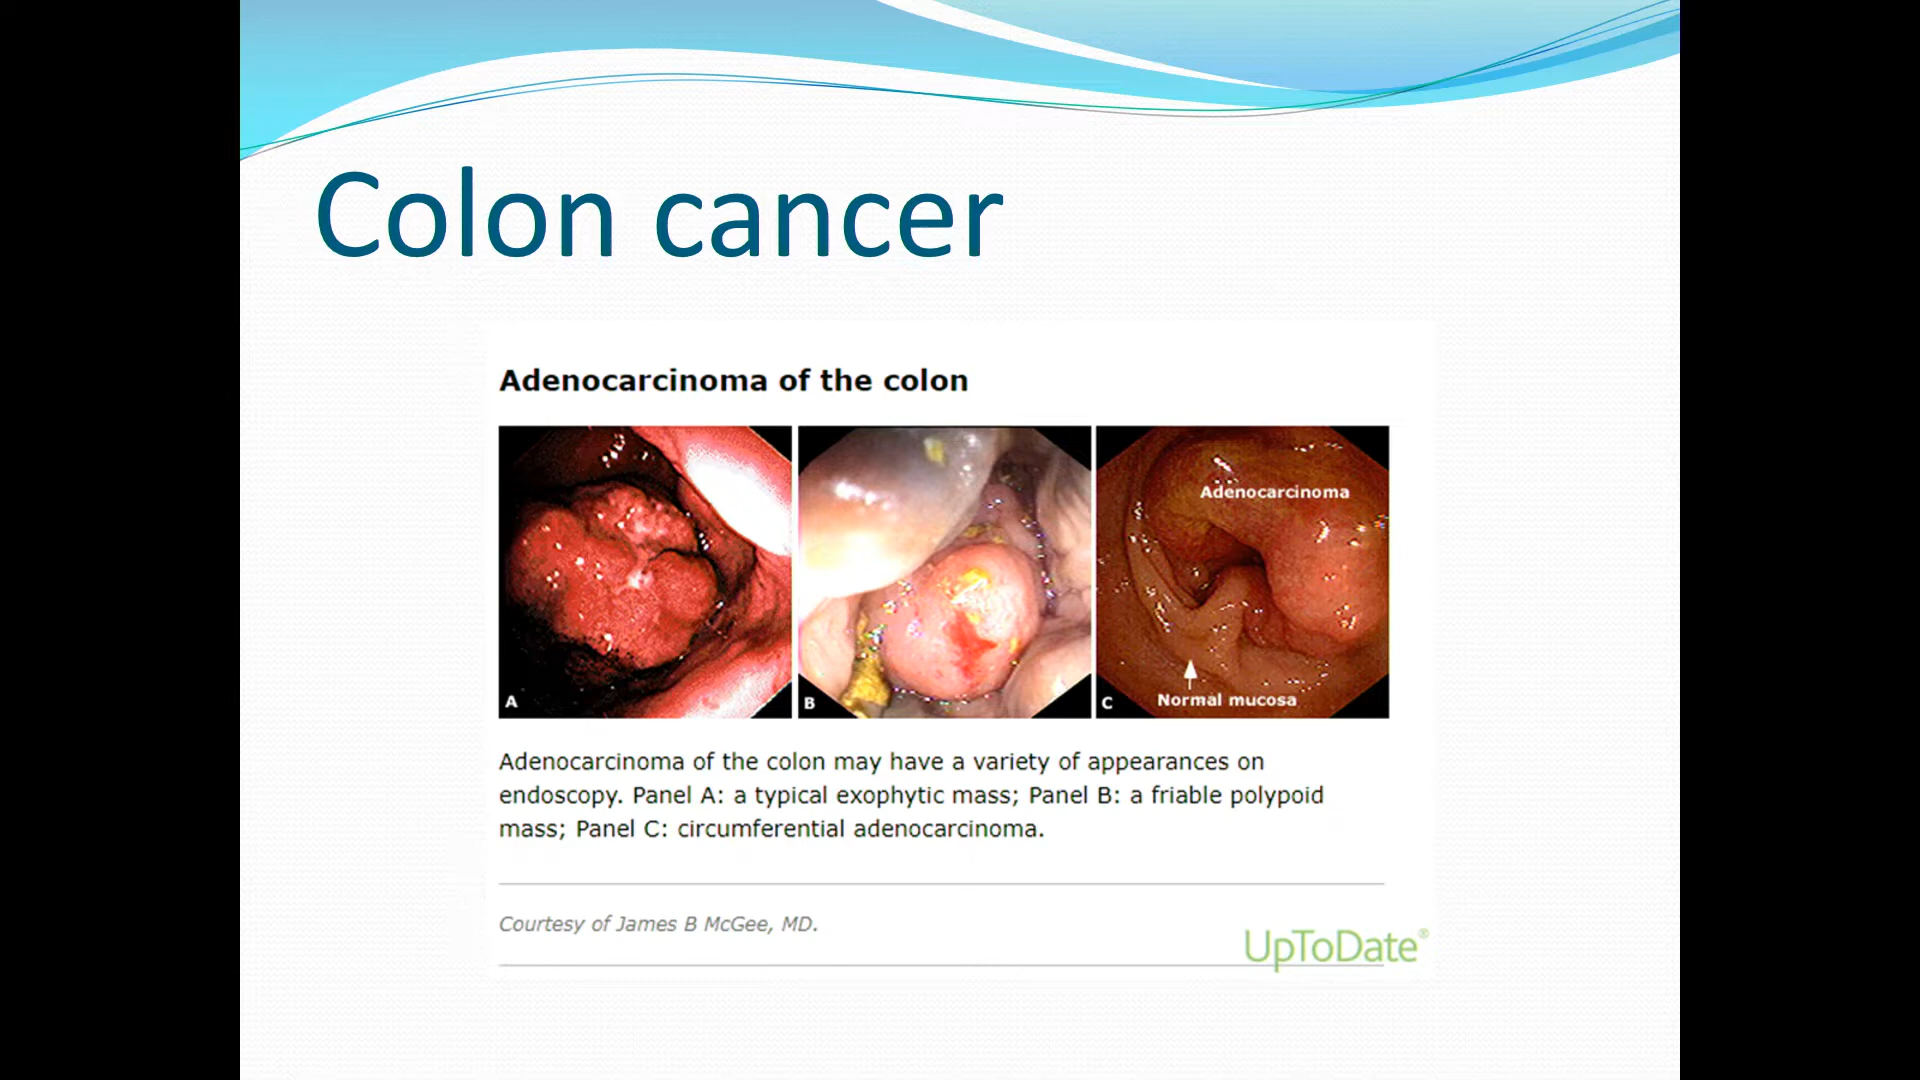 Colon cancer
Adenocarcinoma of the colon
Adenocarcinoma
A
B
C
Normal mucosa
Adenocarcinoma of the colon may have a variety of appearances on
endoscopy. Panel A: a typical exophytic mass; Panel B: a friable polypoid
mass; Panel C: circumferential adenocarcinoma.
Courtesy of James B McGee, MD.
UpToDate®